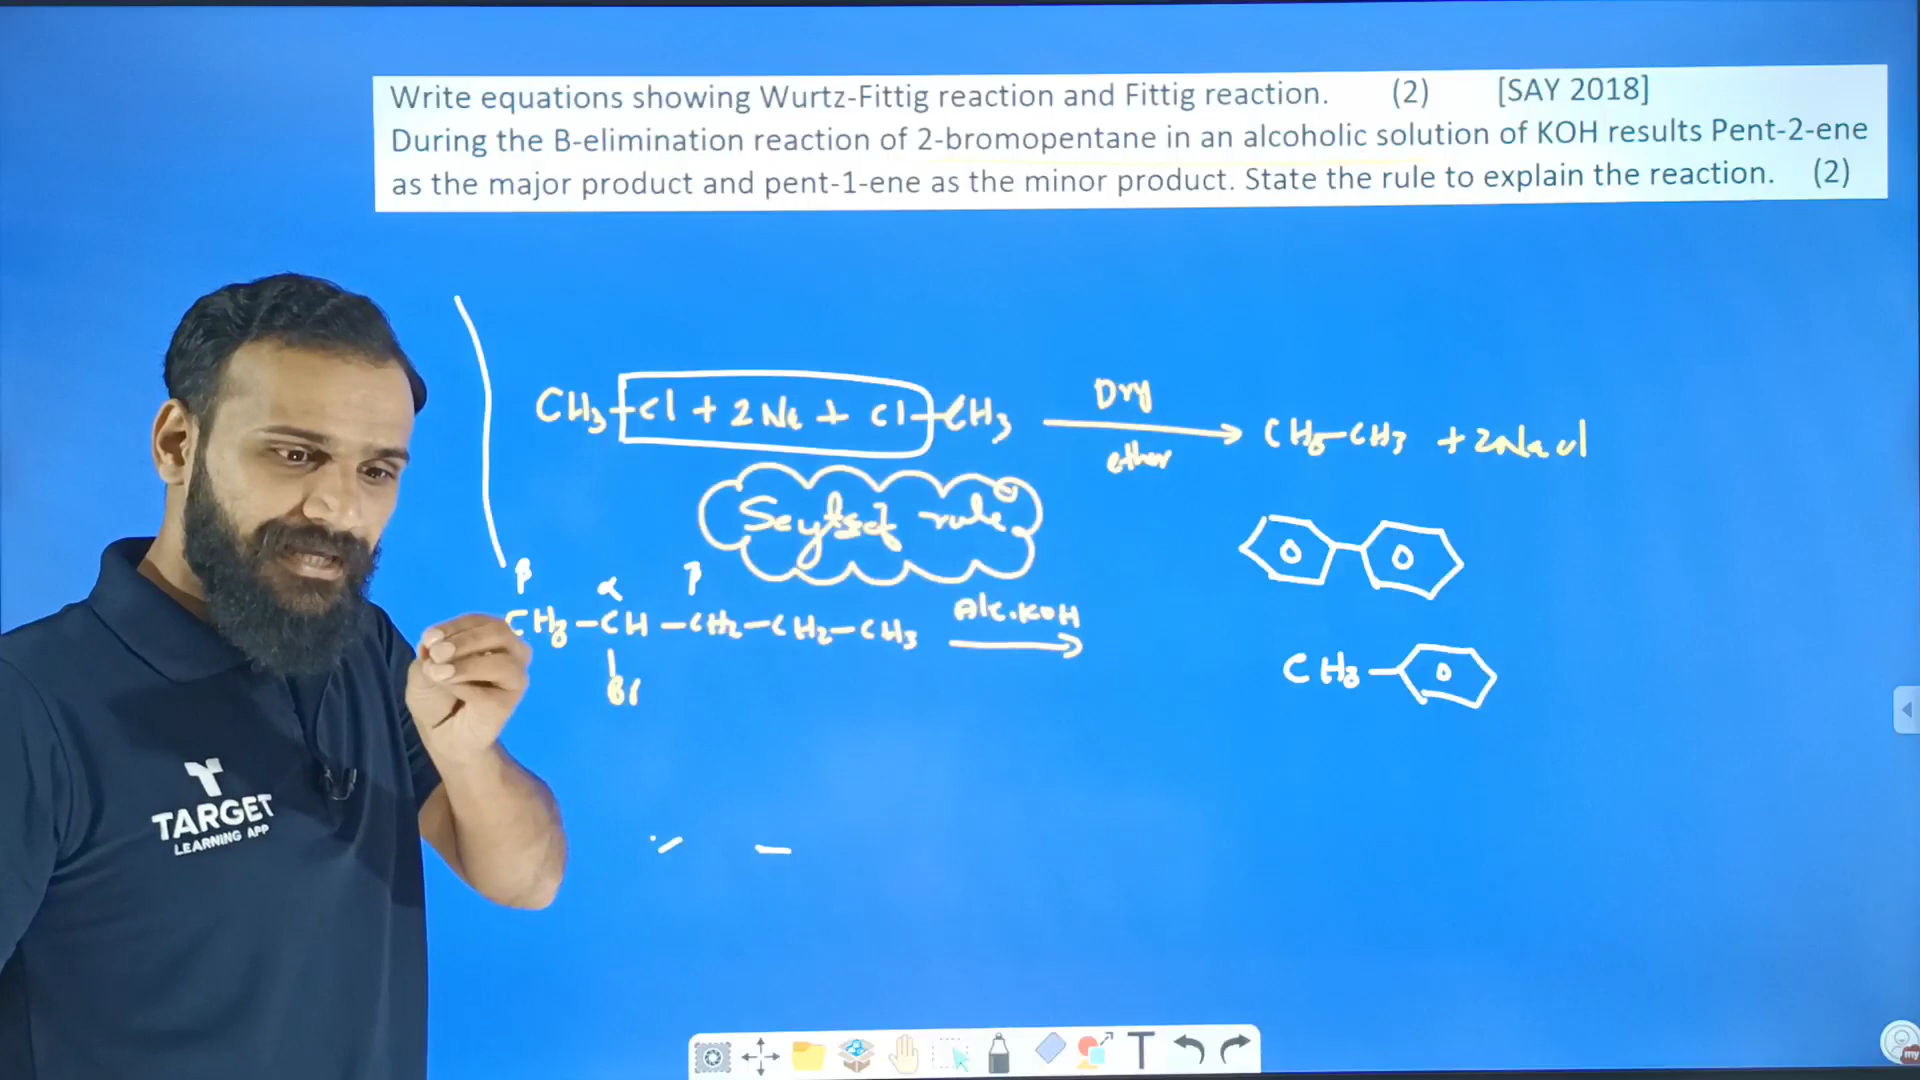 Write equations showing Wurtz-Fittig reaction and Fittig reaction. (2) [SAY 2018]
During the B-elimination reaction of 2-bromopentane in an alcoholic solution of KOH results Pent-2-ene
as the major product and pent-1-ene as the minor product. State the rule to explain the reaction. (2)
CH3 Cl + 2Na + Cl CH3 Dry ether CH3-CH3 + 2NaCl
rule
β α β
CH3-CH-CH2-CH2-CH3 Alc.KOH
Br
CH3
TARGET
LEARNING APP
T
my